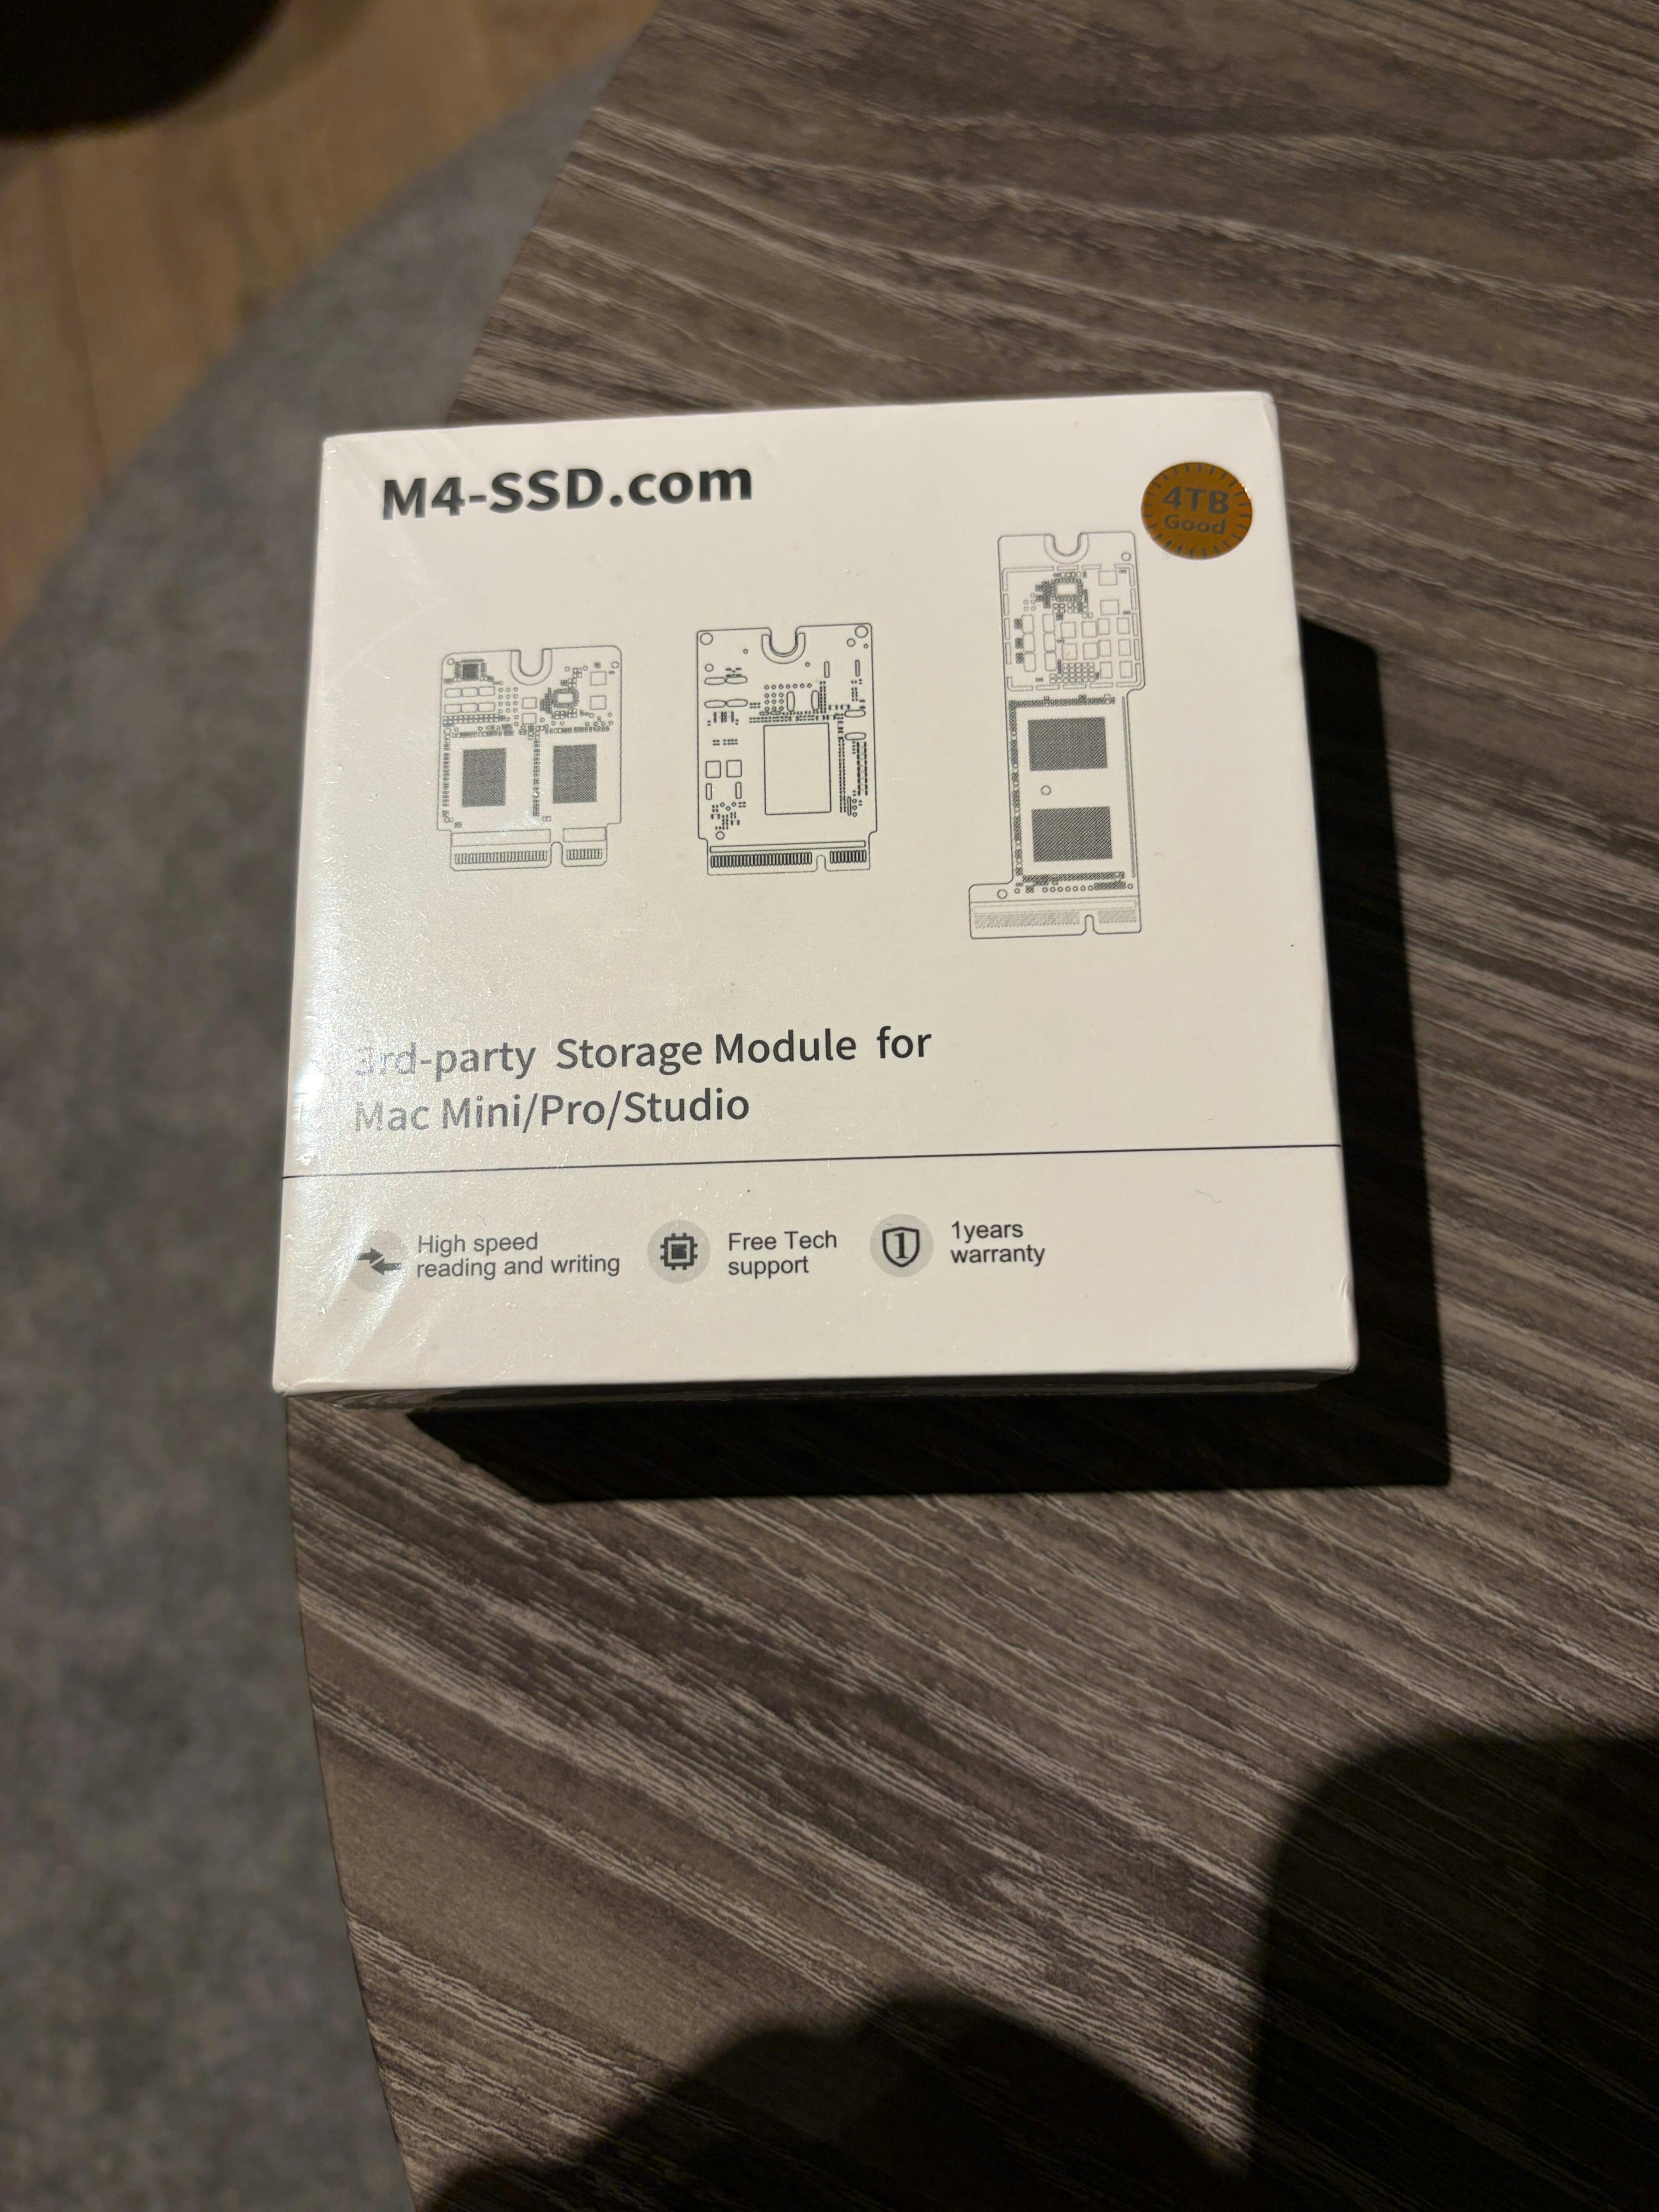 M4-SSD.com
4TB
Good
3rd-party Storage Module for
Mac Mini/Pro/Studio
High speed
reading and writing
Free Tech
support
1
1years
warranty